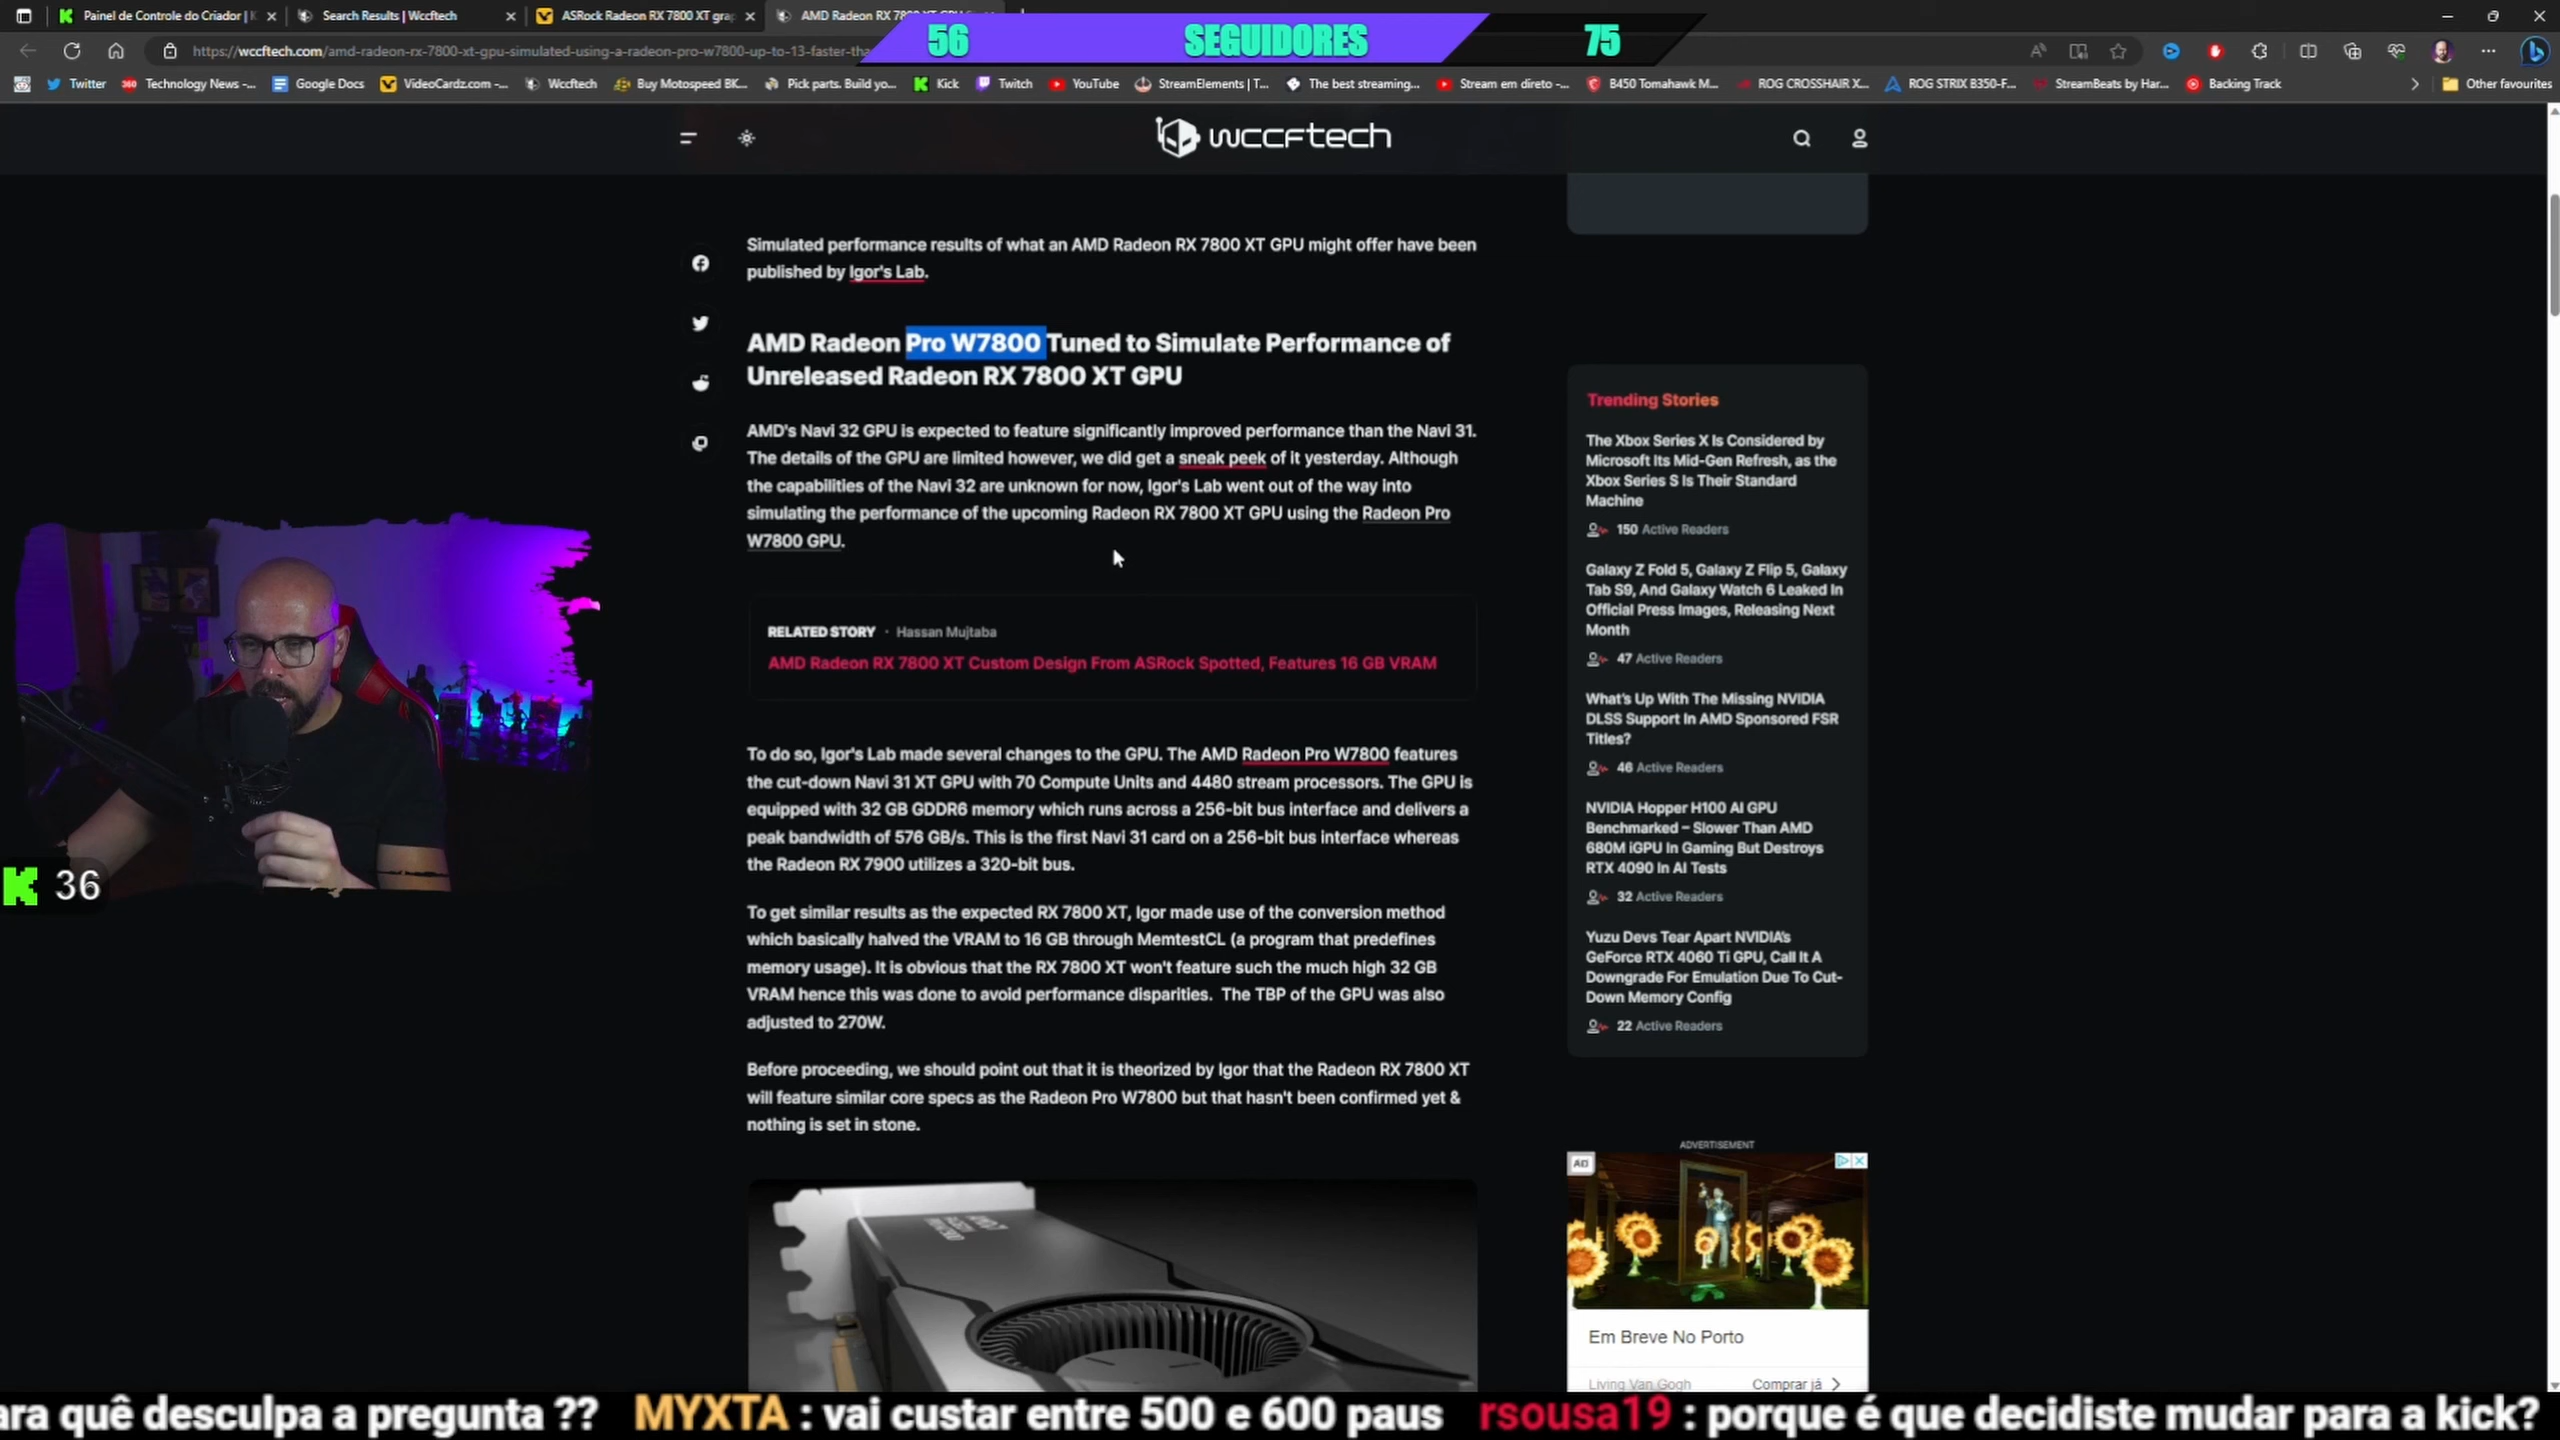 Painel de Controle do Criador | K
Search Results | Wccftech
ASRock Radeon RX 7800 XT gra
AMD Radeon RX 7800 XT GPU
56 SEGUIDORES 75
https://wccftech.com/amd-radeon-rx-7800-xt-gpu-simulated-using-a-radeon-pro-w7800-up-to-13-faster-tha
Twitter
Technology News -...
Google Docs
VideoCardz.com -...
Wccftech
Buy Motospeed BK...
Pick parts. Build yo...
Kick
Twitch
YouTube
StreamElements | T...
The best streaming...
Stream em direto -...
B450 Tomahawk M...
ROG CROSSHAIR X...
ROG STRIX B350-F...
StreamBeats by Har...
Backing Track
Other favourites
wccftech
Simulated performance results of what an AMD Radeon RX 7800 XT GPU might offer have been
published by Igor's Lab.
AMD Radeon Pro W7800 Tuned to Simulate Performance of
Unreleased Radeon RX 7800 XT GPU
AMD's Navi 32 GPU is expected to feature significantly improved performance than the Navi 31.
The details of the GPU are limited however, we did get a sneak peek of it yesterday. Although
the capabilities of the Navi 32 are unknown for now, Igor's Lab went out of the way into
simulating the performance of the upcoming Radeon RX 7800 XT GPU using the Radeon Pro
W7800 GPU.
RELATED STORY · Hassan Mujtaba
AMD Radeon RX 7800 XT Custom Design From ASRock Spotted, Features 16 GB VRAM
To do so, Igor's Lab made several changes to the GPU. The AMD Radeon Pro W7800 features
the cut-down Navi 31 XT GPU with 70 Compute Units and 4480 stream processors. The GPU is
equipped with 32 GB GDDR6 memory which runs across a 256-bit bus interface and delivers a
peak bandwidth of 576 GB/s. This is the first Navi 31 card on a 256-bit bus interface whereas
the Radeon RX 7900 utilizes a 320-bit bus.
To get similar results as the expected RX 7800 XT, Igor made use of the conversion method
which basically halved the VRAM to 16 GB through MemtestCL (a program that predefines
memory usage). It is obvious that the RX 7800 XT won't feature such the much high 32 GB
VRAM hence this was done to avoid performance disparities. The TBP of the GPU was also
adjusted to 270W.
Before proceeding, we should point out that it is theorized by Igor that the Radeon RX 7800 XT
will feature similar core specs as the Radeon Pro W7800 but that hasn't been confirmed yet &
nothing is set in stone.
Trending Stories
The Xbox Series X Is Considered by
Microsoft Its Mid-Gen Refresh, as the
Xbox Series S Is Their Standard
Machine
150 Active Readers
Galaxy Z Fold 5, Galaxy Z Flip 5, Galaxy
Tab S9, And Galaxy Watch 6 Leaked In
Official Press Images, Releasing Next
Month
47 Active Readers
What's Up With The Missing NVIDIA
DLSS Support In AMD Sponsored FSR
Titles?
46 Active Readers
NVIDIA Hopper H100 AI GPU
Benchmarked – Slower Than AMD
680M iGPU In Gaming But Destroys
RTX 4090 In AI Tests
32 Active Readers
Yuzu Devs Tear Apart NVIDIA's
GeForce RTX 4060 Ti GPU, Call It A
Downgrade For Emulation Due To Cut-
Down Memory Config
22 Active Readers
ADVERTISEMENT
AD
Em Breve No Porto
Living Van Gogh
Comprar já
K 36
ara quê desculpa a pregunta ?? MYXTA : vai custar entre 500 e 600 paus rsousa19 : porque é que decidiste mudar para a kick?